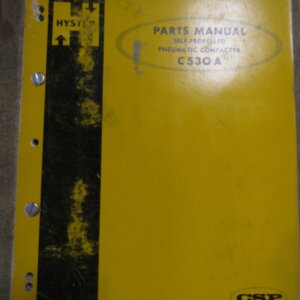 HYSTER
PARTS MANUAL
SELF PROPELLED
PNEUMATIC COMPACTER
C530A
CSP